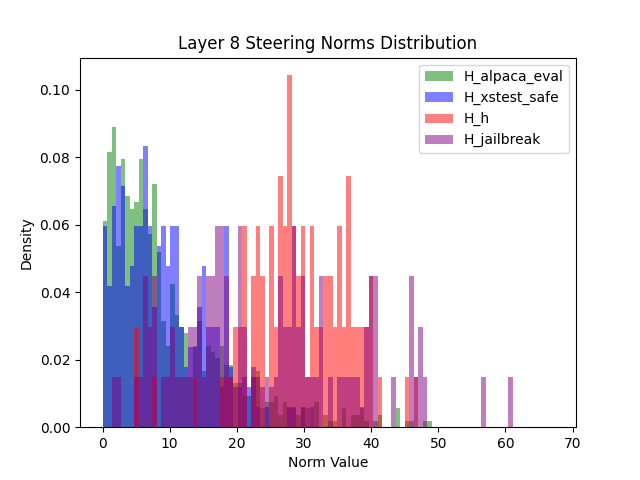 Layer 8 Steering Norms Distribution
H_alpaca_eval
H_xstest_safe
H_h
H_jailbreak
Density
0.10
0.08
0.06
0.04
0.02
0.00
0 10 20 30 40 50 60 70
Norm Value